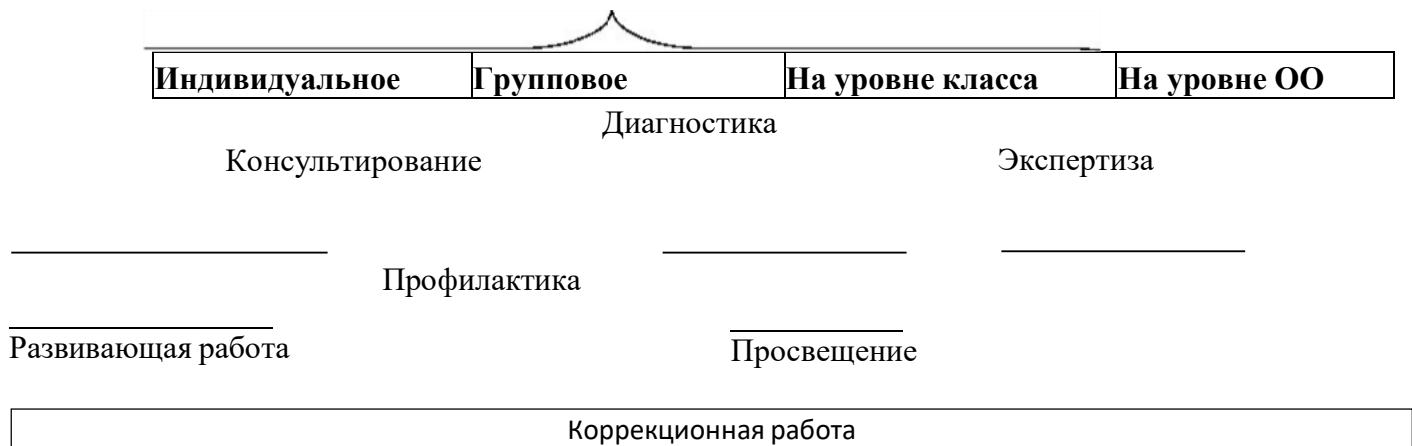 Индивидуальное Групповое На уровне класса На уровне ОО
Диагностика
Консультирование Экспертиза
Профилактика
Развивающая работа Просвещение
Коррекционная работа